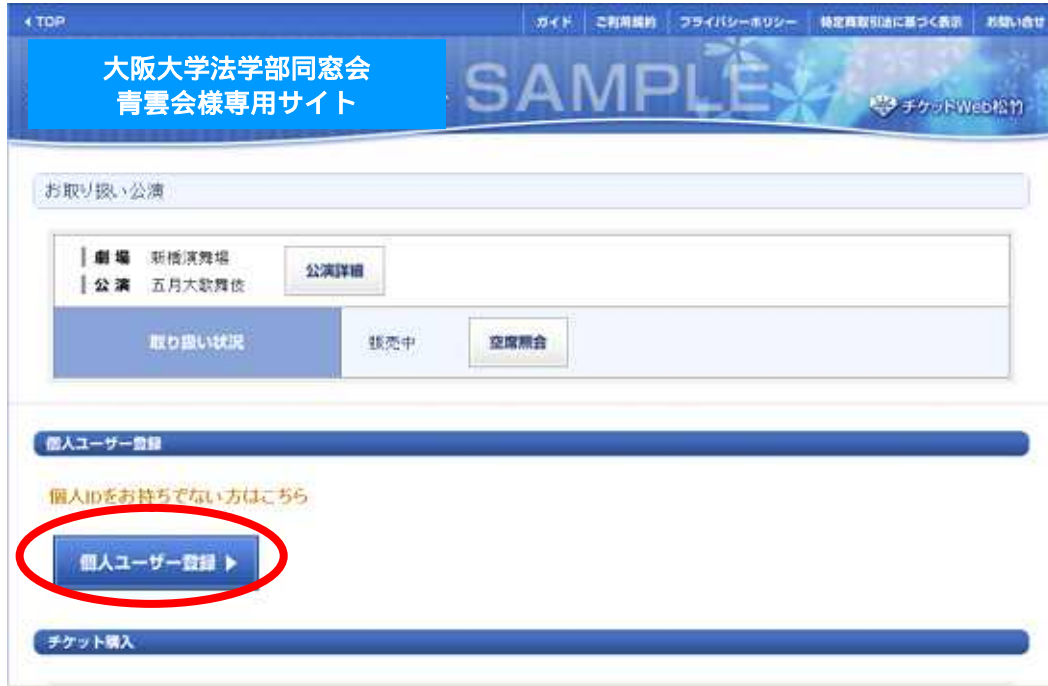 TOP
ガイド ご利用規約 プライバシーポリシー 特定商取引法に基づく表示 お問い合せ
大阪大学法学部同窓会
青雲会様専用サイト
SAMPLE
チケットWeb松竹
お取り扱い公演
劇場 新橋演舞場
公演 五月大歌舞伎
公演詳細
取り扱い状況 販売中 空席照会
個人ユーザー登録
個人IDをお持ちでない方はこちら
個人ユーザー登録
チケット購入